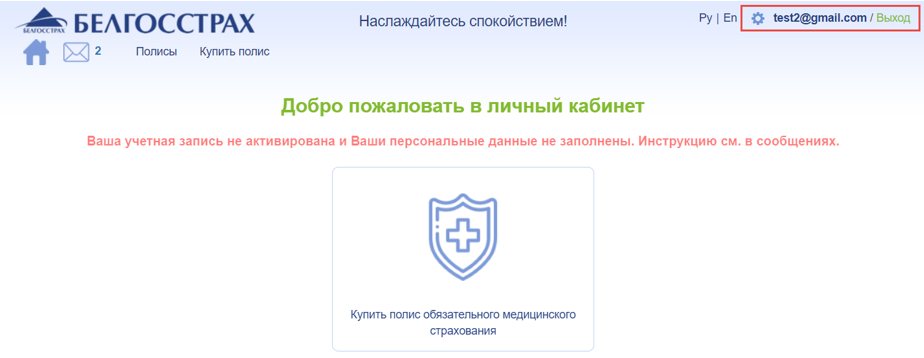 БЕЛГОССТРАХ
БЕЛГОССТРАХ
Наслаждайтесь спокойствием!
Ру | En test2@gmail.com / Выход
2 Полисы Купить полис
Добро пожаловать в личный кабинет
Ваша учетная запись не активирована и Ваши персональные данные не заполнены. Инструкцию см. в сообщениях.
Купить полис обязательного медицинского
страхования